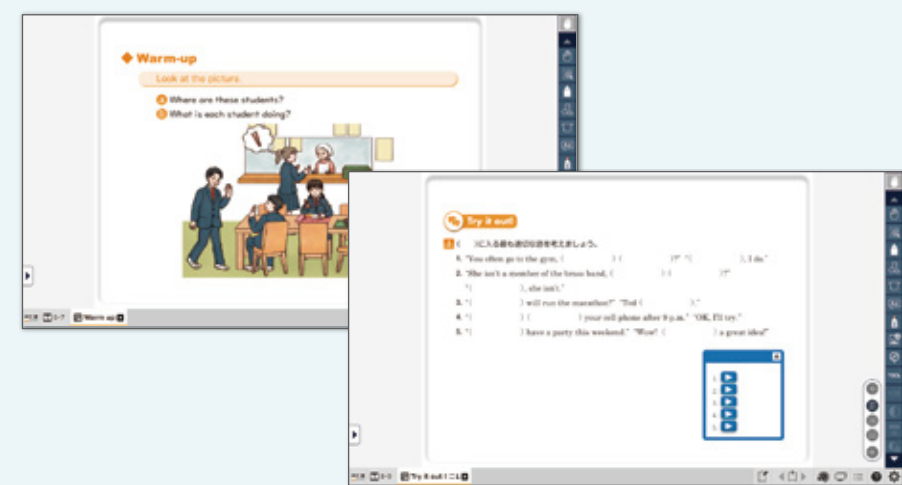 Warm-up
Look at the picture.
a Where are these students?
b What is each student doing?
Warm up
Try it out!
1 ( )に入る最も適切な語を考えましょう。
1. "You often go to the gym, ( ) ( )?" "( ), I do."
2. "She isn't a member of the brass band, ( ) ( )?"
"( ), she isn't."
3. "( ) will run the marathon?" "Ted ( )."
4. "( ) ( ) your cell phone after 9 p.m." "OK, I'll try."
5. "( ) have a party this weekend." "Wow! ( ) a great idea!"
1.
2.
3.
4.
5.